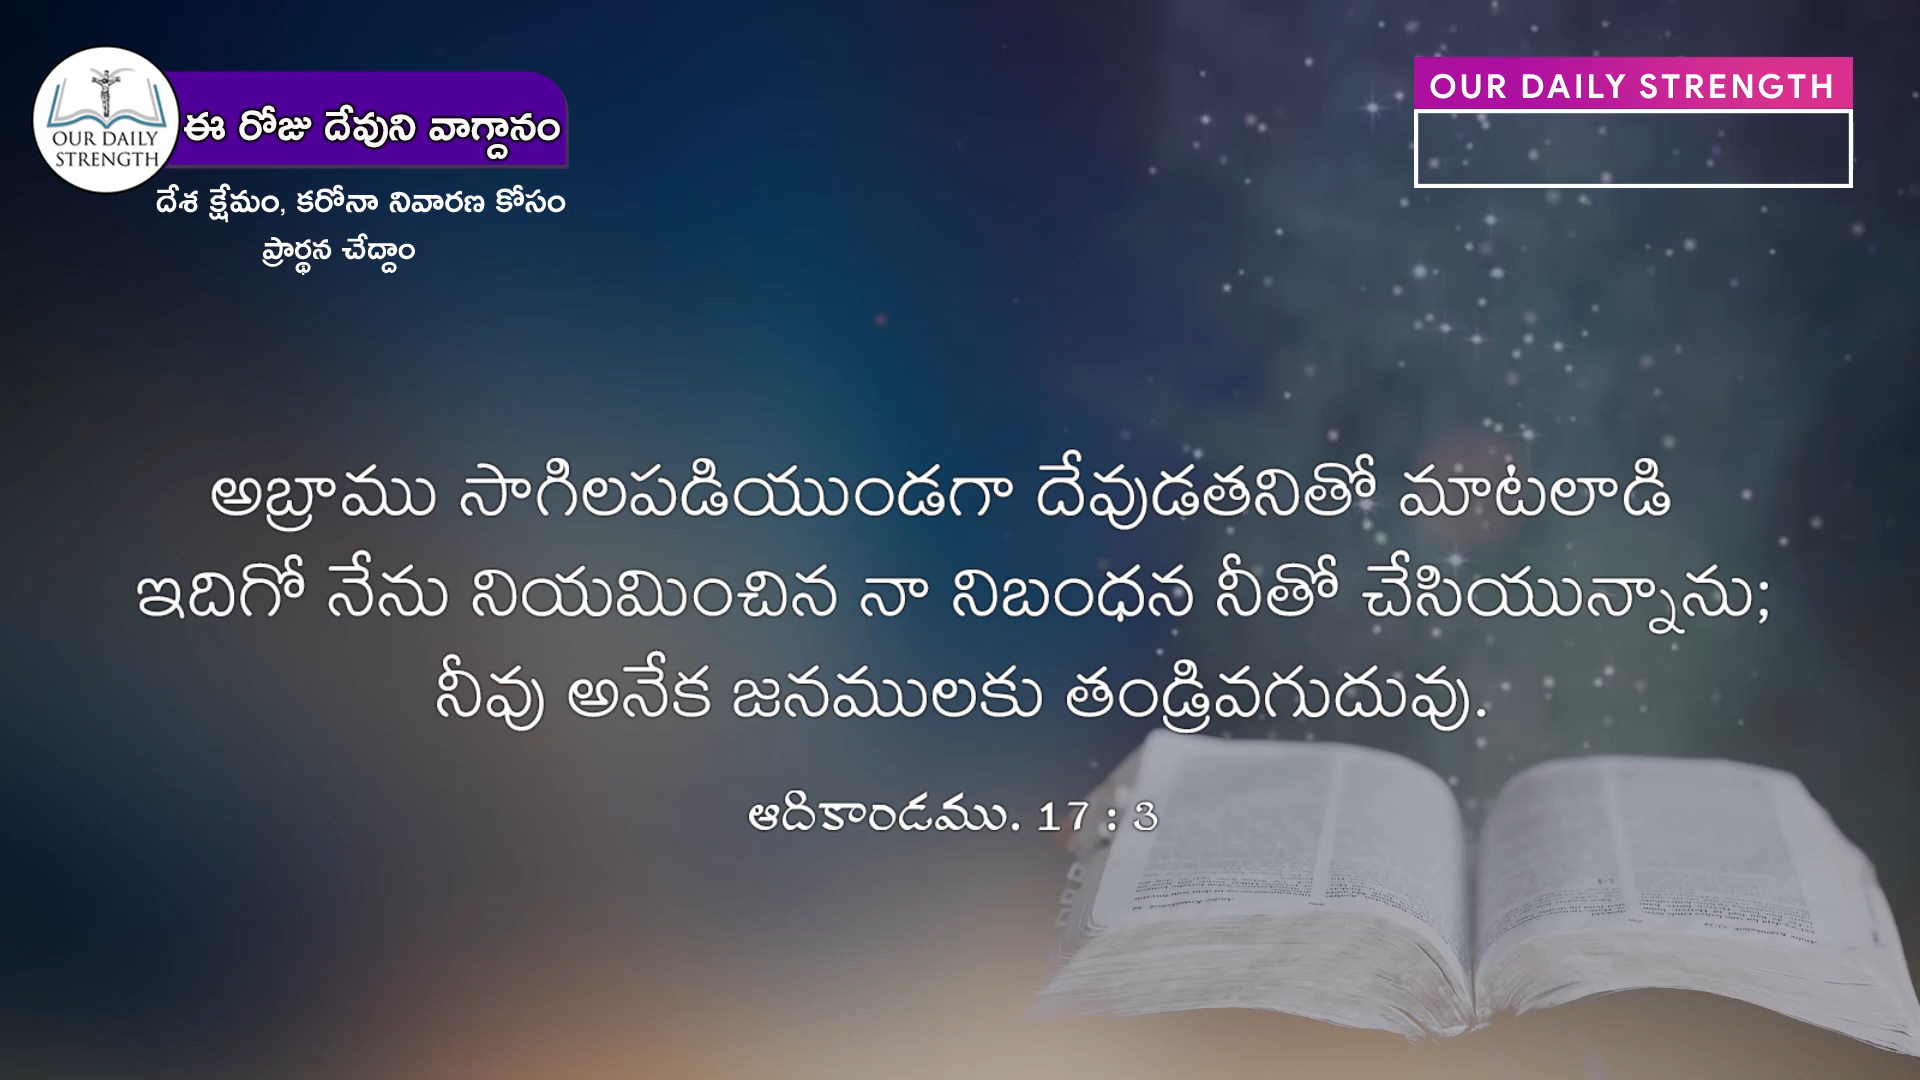 OUR DAILY
STRENGTH
ఈ రోజు దేవుని వాగ్దానం
దేశ క్షేమం, కరోనా నివారణ కోసం
ప్రార్థన చేద్దాం
OUR DAILY STRENGTH
అబ్రాము సాగిలపడియుండగా దేవుడతనితో మాటలాడి
ఇదిగో నేను నియమించిన నా నిబంధన నీతో చేసియున్నాను;
నీవు అనేక జనములకు తండ్రివగుదువు.
ఆదికాండము. 17 : 3